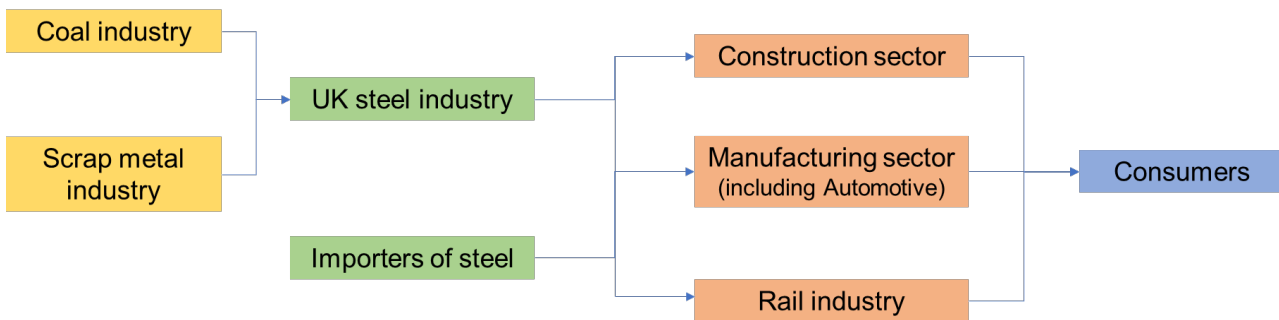 Coal industry
Scrap metal
industry
UK steel industry
Importers of steel
Construction sector
Manufacturing sector
(including Automotive)
Rail industry
Consumers